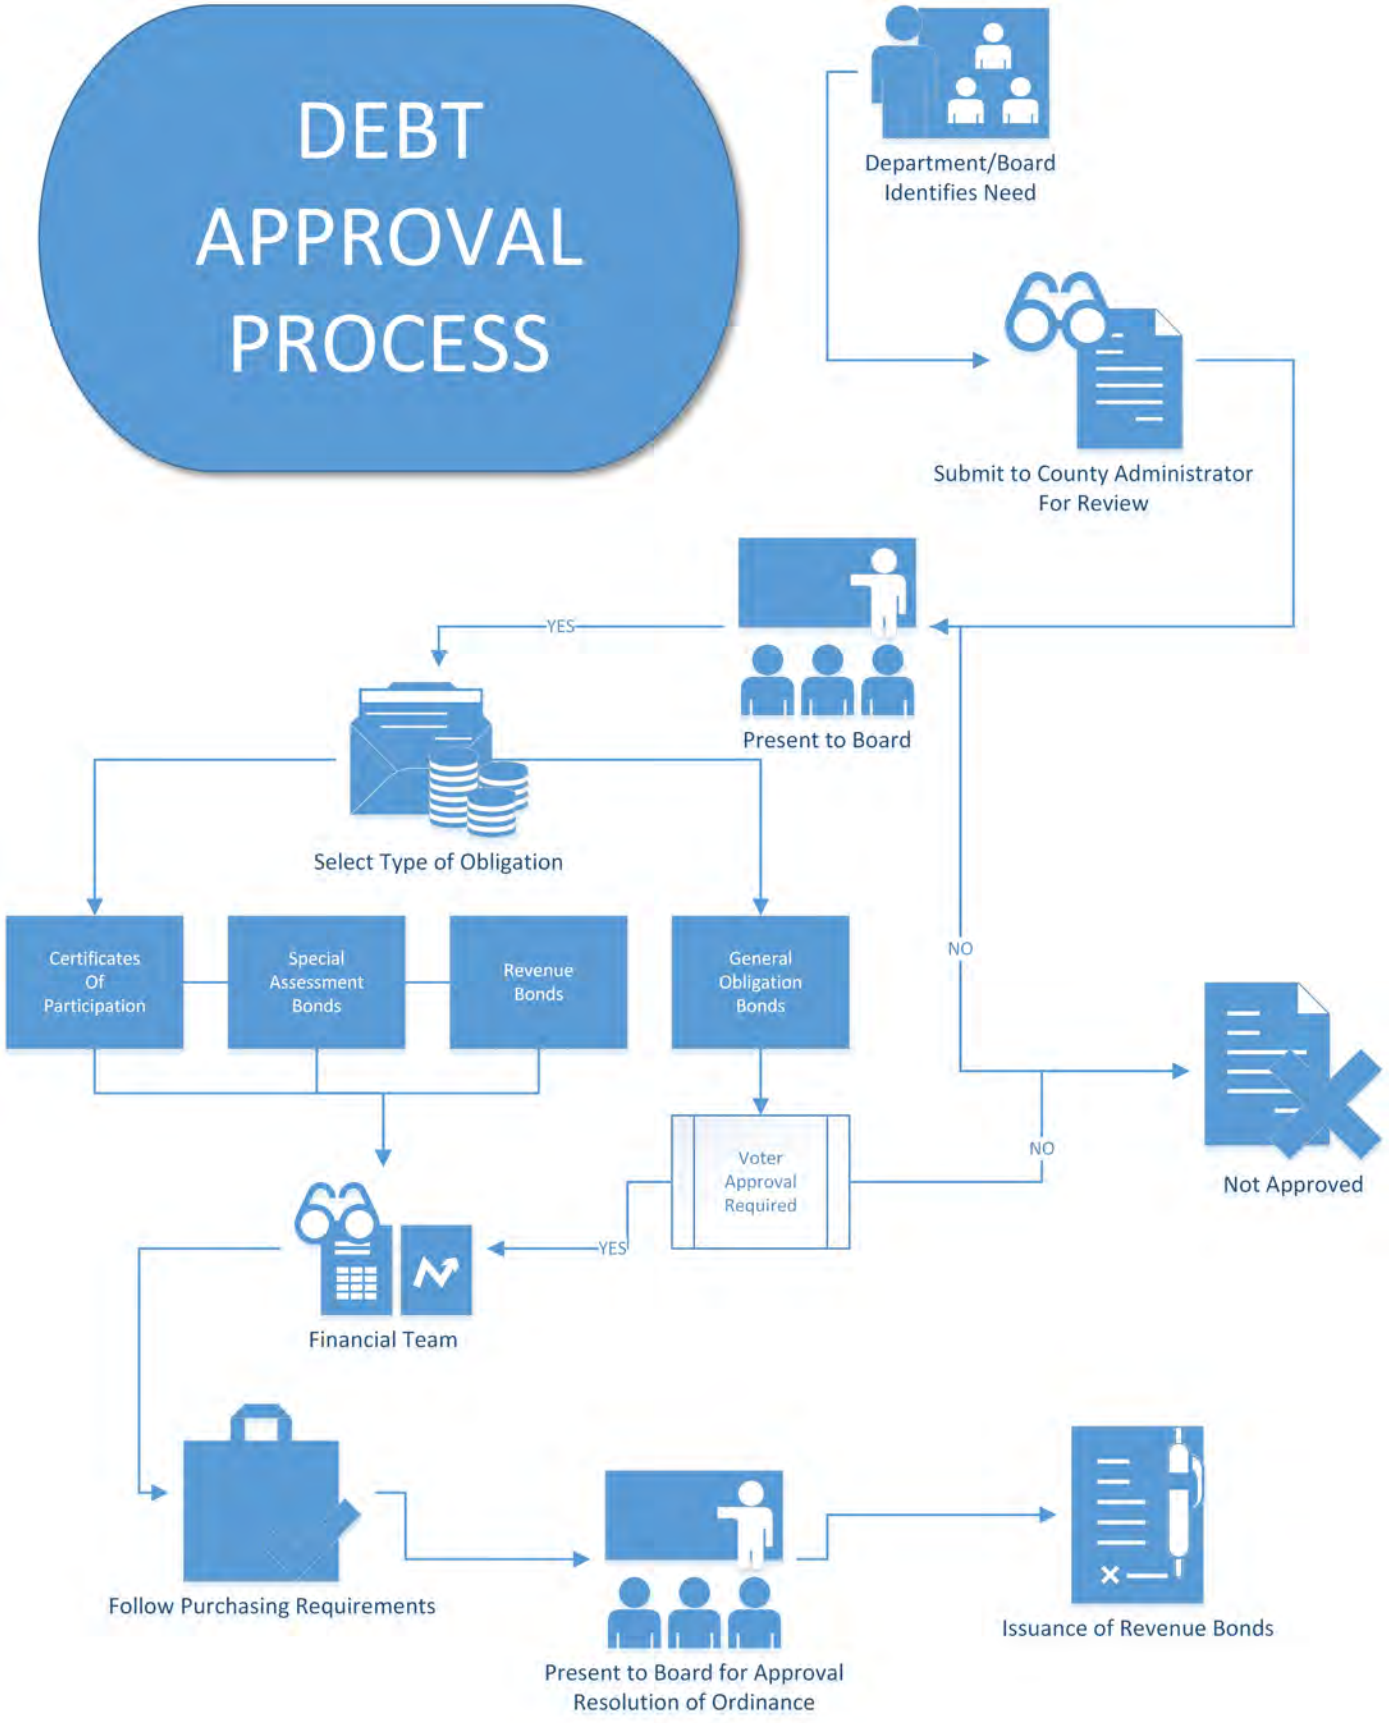 DEBT
APPROVAL
PROCESS
Department/Board
Identifies Need
Submit to County Administrator
For Review
YES
Present to Board
Select Type of Obligation
Certificates
Of
Participation
Special
Assessment
Bonds
Revenue
Bonds
General
Obligation
Bonds
NO
Voter
Approval
Required
NO
Not Approved
YES
Financial Team
Follow Purchasing Requirements
Present to Board for Approval
Resolution of Ordinance
Issuance of Revenue Bonds